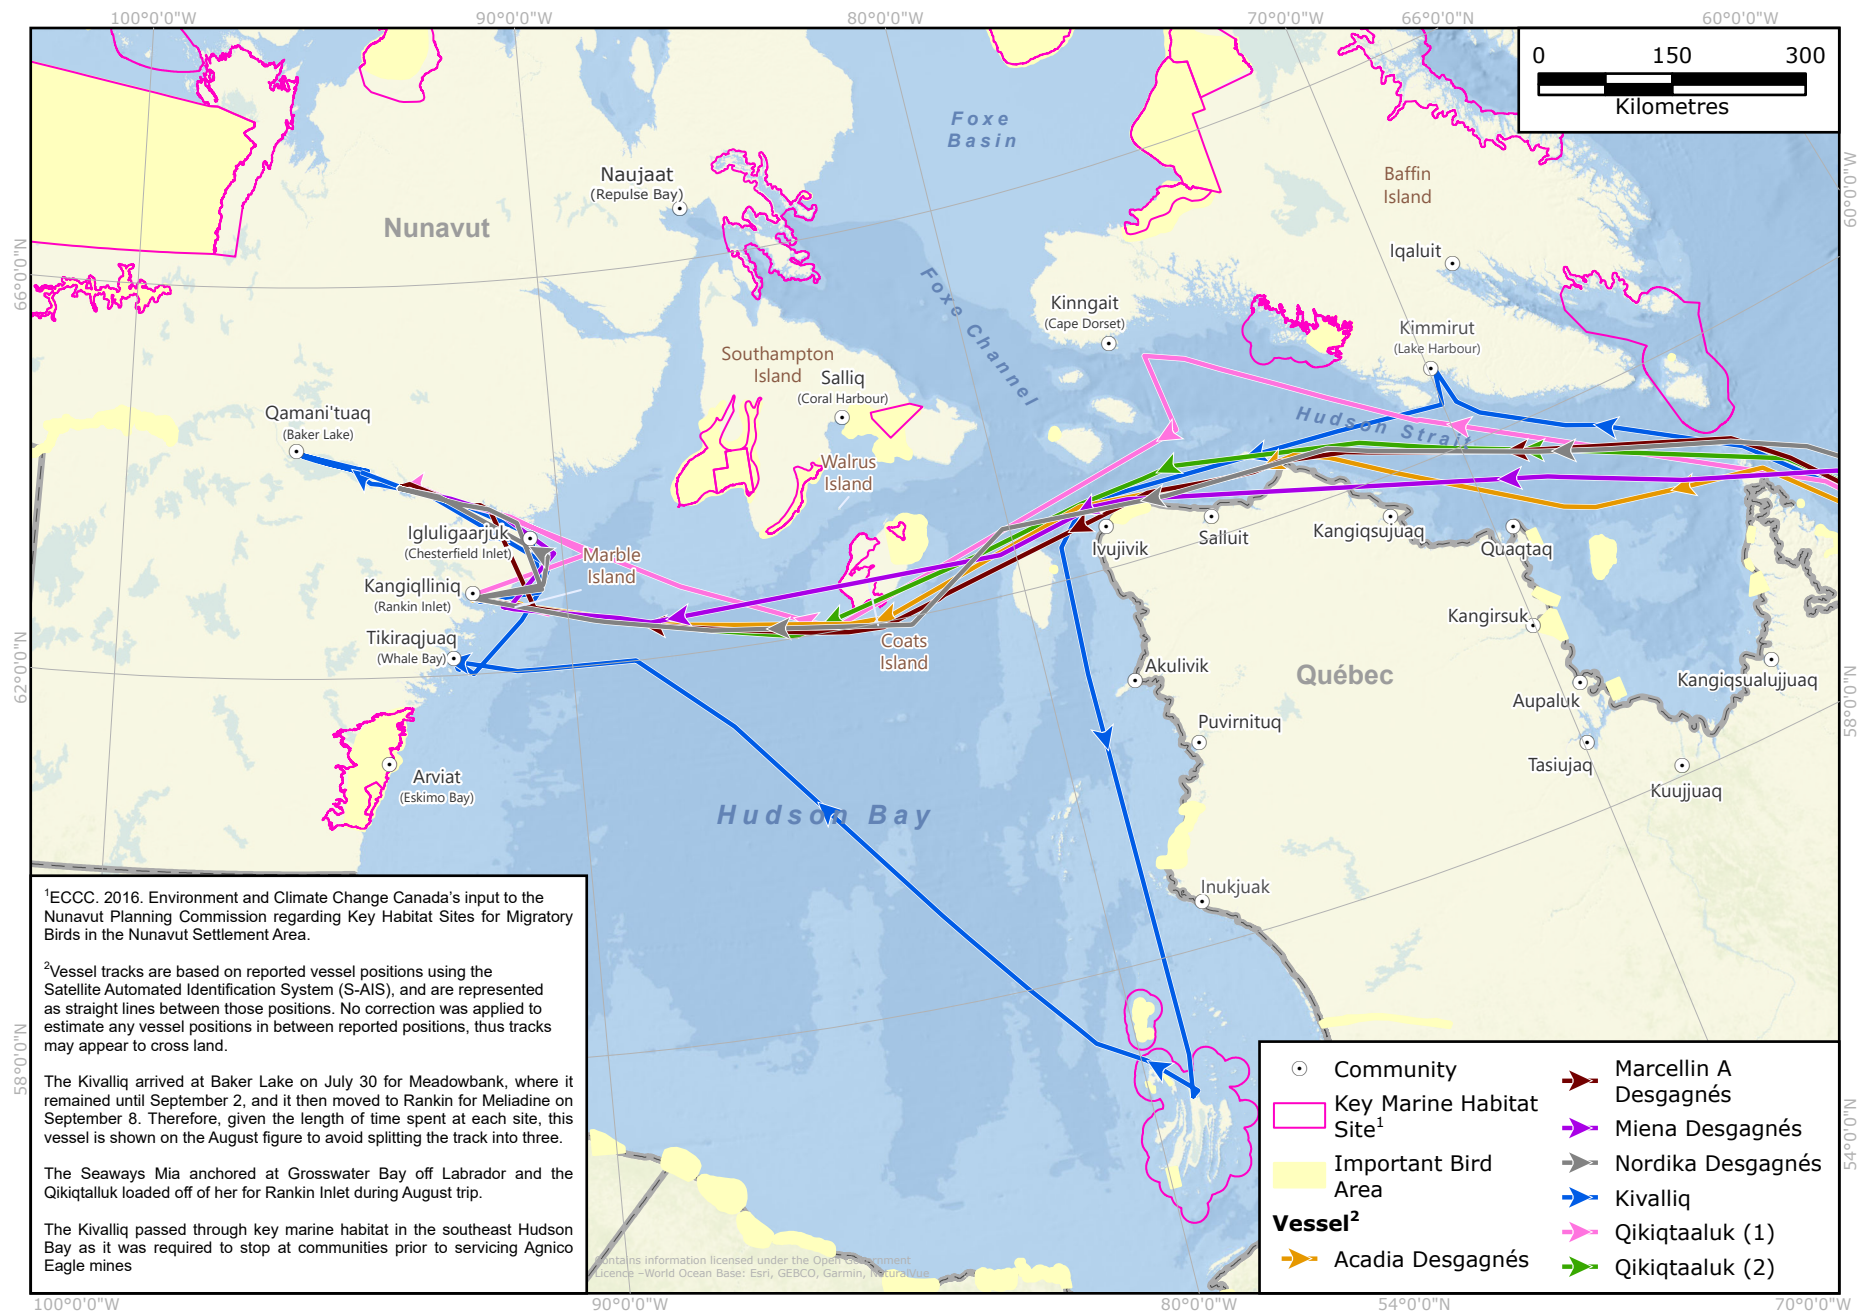 100°0'0"W
90°0'0"W
80°0'0"W
70°0'0"W
66°0'0"N
60°0'0"W
0
150
300
Kilometres
60°0'0"W
66°0'0"N
62°0'0"N
58°0'0"N
58°0'0"N
54°0'0"N
Foxe
Basin
Baffin
Island
Naujaat
(Repulse Bay)
Nunavut
Iqaluit
Foxe Channel
Kinngait
(Cape Dorset)
Kimmirut
(Lake Harbour)
Southampton
Island
Salliq
(Coral Harbour)
Hudson Strait
Qamani'tuaq
(Baker Lake)
Walrus
Island
Igluligaarjuk
(Chesterfield Inlet)
Marble
Island
Ivujivik
Salluit
Kangiqsujuaq
Quaqtaq
Kangiqlliniq
(Rankin Inlet)
Kangirsuk
Tikiraqjuaq
(Whale Bay)
Coats
Island
Akulivik
Québec
Kangiqsualujjuaq
Aupaluk
Puvirnituq
Tasiujaq
Kuujjuaq
Arviat
(Eskimo Bay)
Hudson Bay
Inukjuak
1ECCC. 2016. Environment and Climate Change Canada's input to the
Nunavut Planning Commission regarding Key Habitat Sites for Migratory
Birds in the Nunavut Settlement Area.
2Vessel tracks are based on reported vessel positions using the
Satellite Automated Identification System (S-AIS), and are represented
as straight lines between those positions. No correction was applied to
estimate any vessel positions in between reported positions, thus tracks
may appear to cross land.
The Kivalliq arrived at Baker Lake on July 30 for Meadowbank, where it
remained until September 2, and it then moved to Rankin for Meliadine on
September 8. Therefore, given the length of time spent at each site, this
vessel is shown on the August figure to avoid splitting the track into three.
The Seaways Mia anchored at Grosswater Bay off Labrador and the
Qikiqtalluk loaded off of her for Rankin Inlet during August trip.
The Kivalliq passed through key marine habitat in the southeast Hudson
Bay as it was required to stop at communities prior to servicing Agnico
Eagle mines
Contains information licensed under the Open Government
Licence –World Ocean Base: Esri, GEBCO, Garmin, NaturalVue
Community
Key Marine Habitat
Site1
Important Bird
Area
Vessel2
Acadia Desgagnés
Marcellin A
Desgagnés
Miena Desgagnés
Nordika Desgagnés
Kivalliq
Qikiqtaaluk (1)
Qikiqtaaluk (2)
100°0'0"W
90°0'0"W
80°0'0"W
54°0'0"N
70°0'0"W